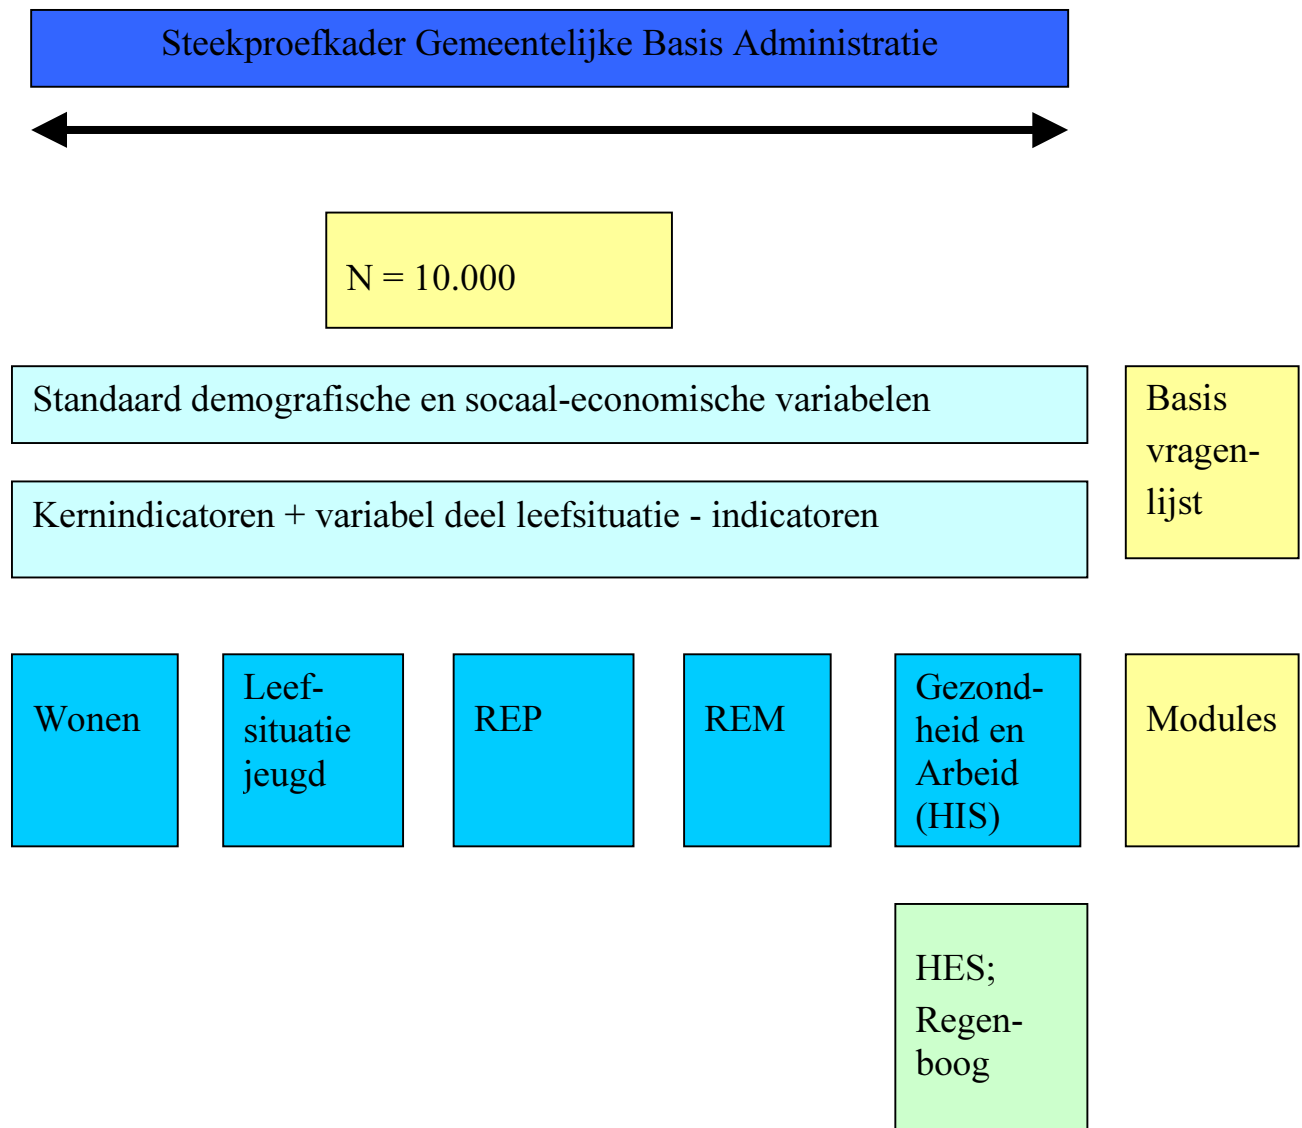 Steekproefkader Gemeentelijke Basis Administratie
N = 10.000
Standaard demografische en socaal-economische variabelen
Kernindicatoren + variabel deel leefsituatie - indicatoren
Basis
vragen-
lijst
Wonen
Leef-
situatie
jeugd
REP
REM
Gezond-
heid en
Arbeid
(HIS)
Modules
HES;
Regen-
boog